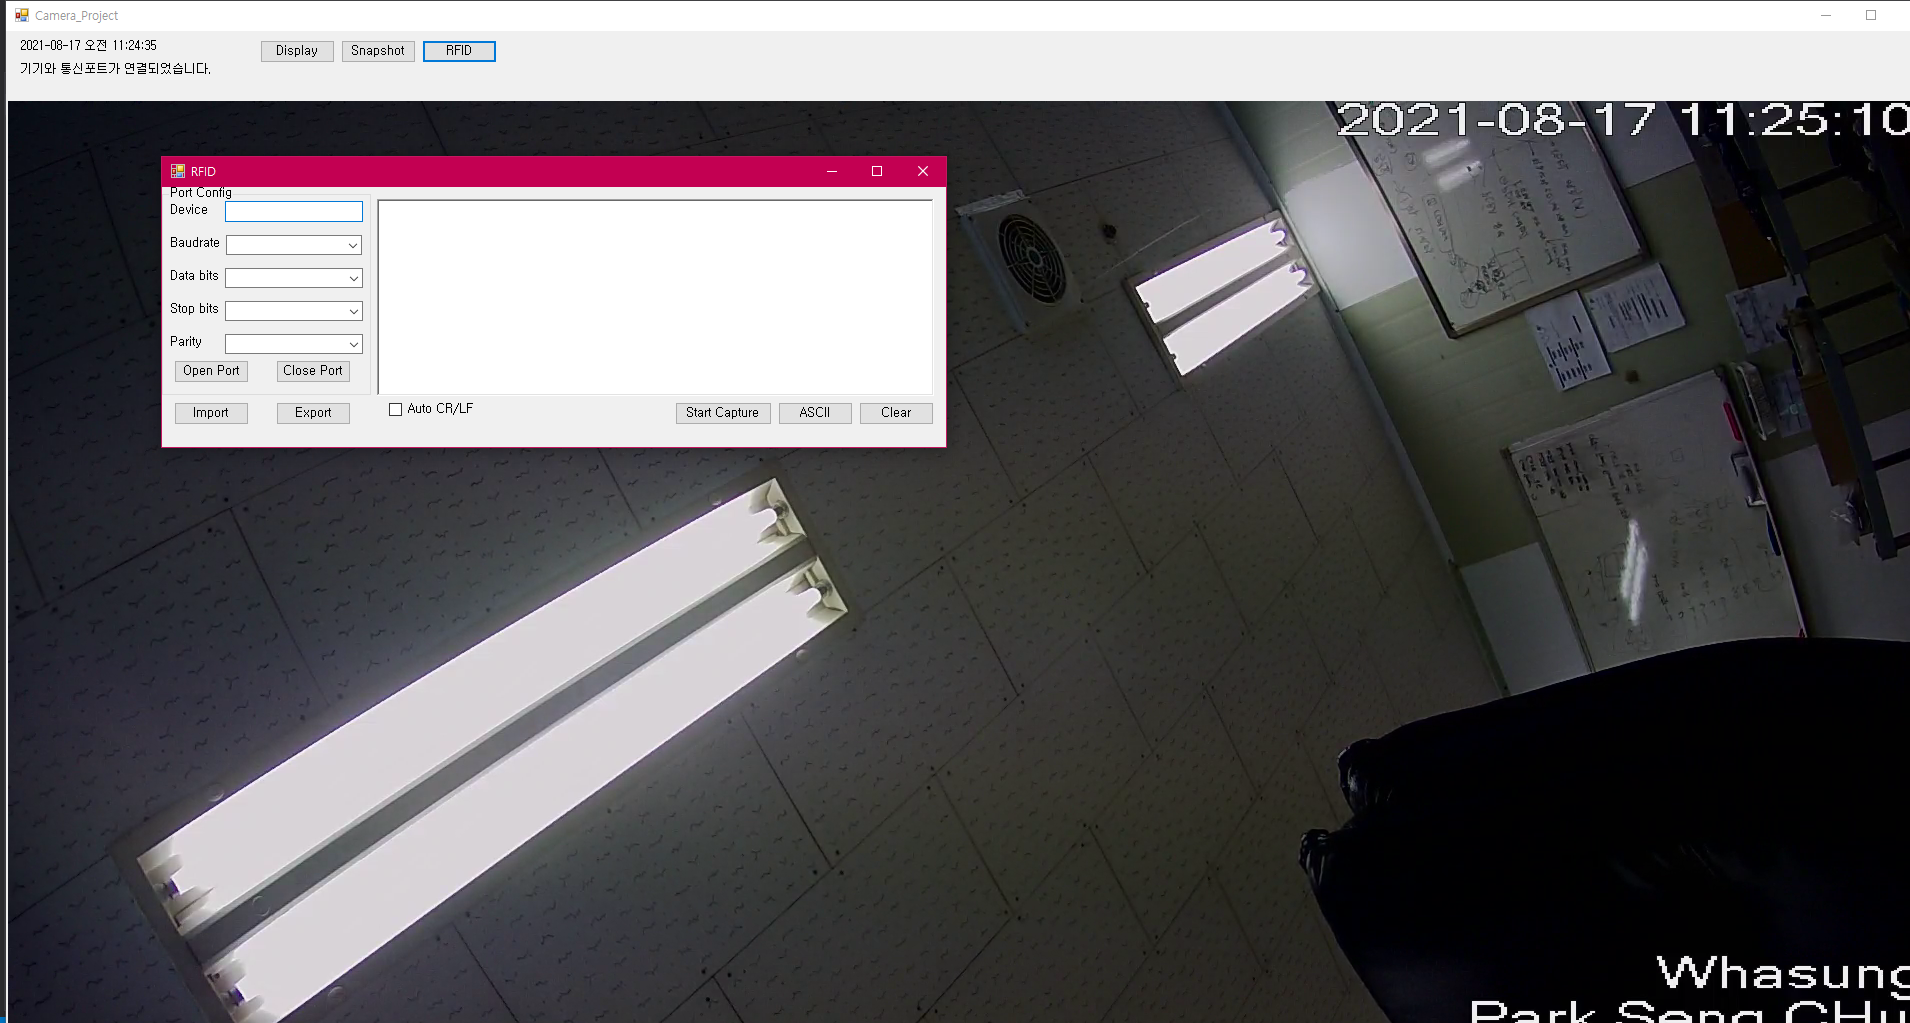 Camera_Project
2021-08-17 오전 11:24:35
기기와 통신포트가 연결되었습니다.
Display
Snapshot
RFID
2021-08-17 11:25:10
RFID
Port Config
Device
Baudrate
Data bits
Stop bits
Parity
Open Port
Close Port
Import
Export
Auto CR/LF
Start Capture
ASCII
Clear
Whasung
Park Seng CHu